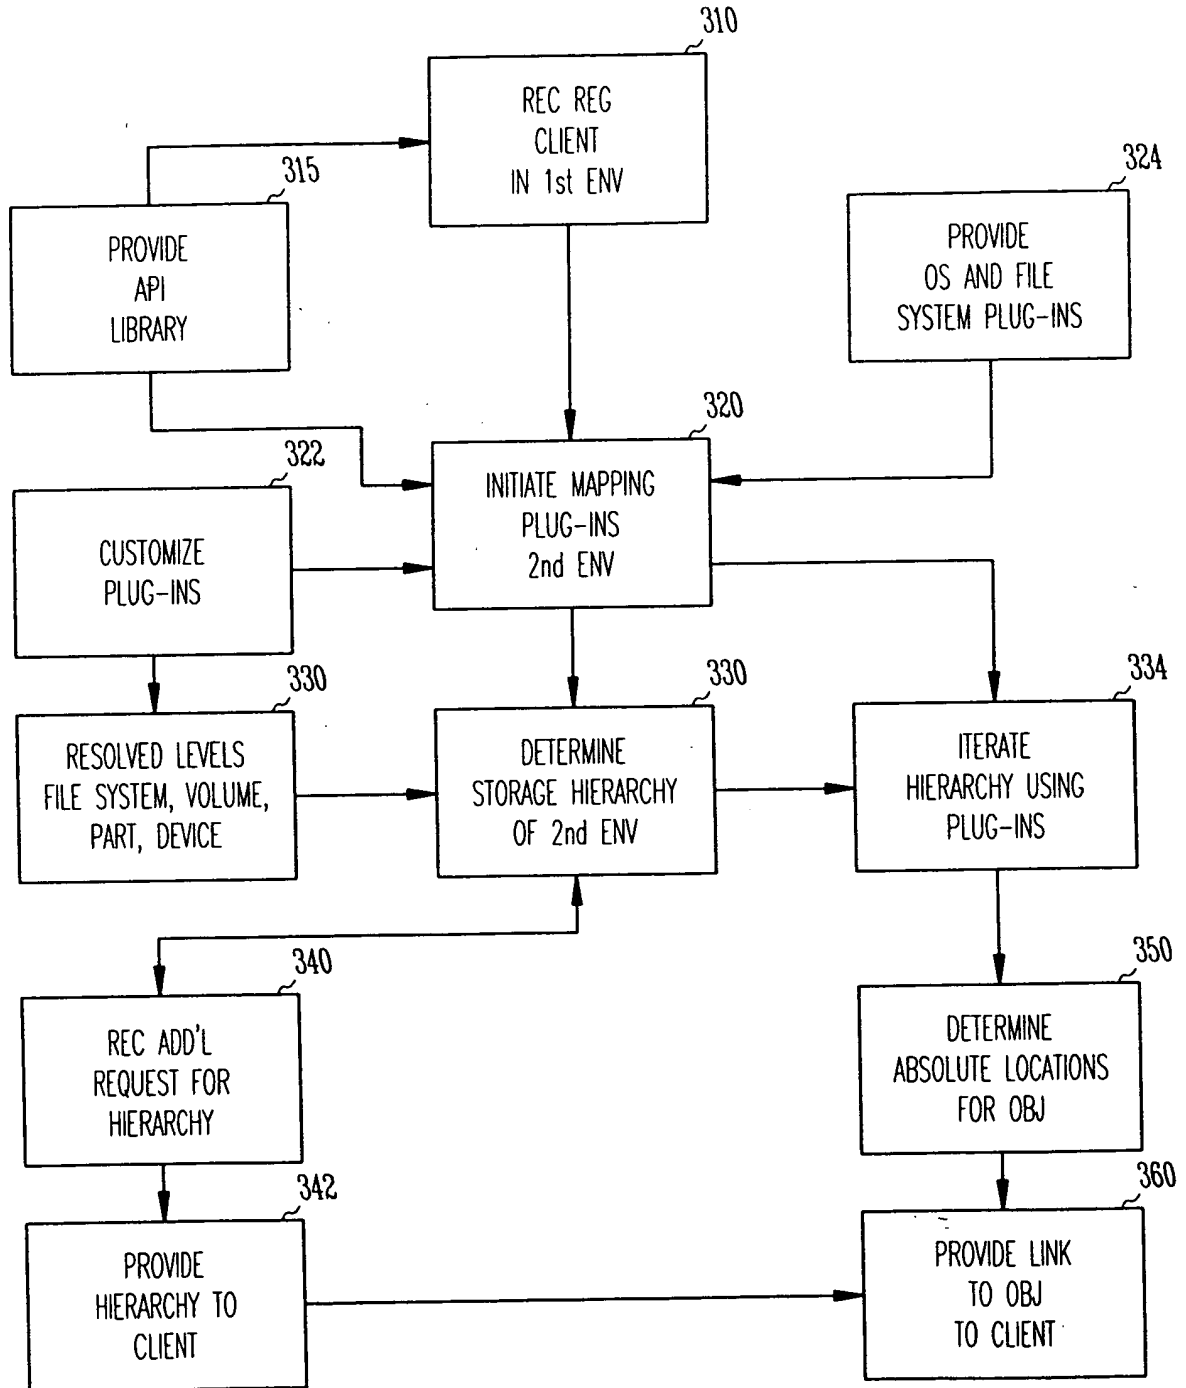 310
REC REG
CLIENT
IN 1st ENV
315
PROVIDE
API
LIBRARY
324
PROVIDE
OS AND FILE
SYSTEM PLUG-INS
320
INITIATE MAPPING
PLUG-INS
2nd ENV
322
CUSTOMIZE
PLUG-INS
330
RESOLVED LEVELS
FILE SYSTEM, VOLUME,
PART, DEVICE
330
DETERMINE
STORAGE HIERARCHY
OF 2nd ENV
334
ITERATE
HIERARCHY USING
PLUG-INS
340
REC ADD'L
REQUEST FOR
HIERARCHY
350
DETERMINE
ABSOLUTE LOCATIONS
FOR OBJ
342
PROVIDE
HIERARCHY TO
CLIENT
360
PROVIDE LINK
TO OBJ
TO CLIENT